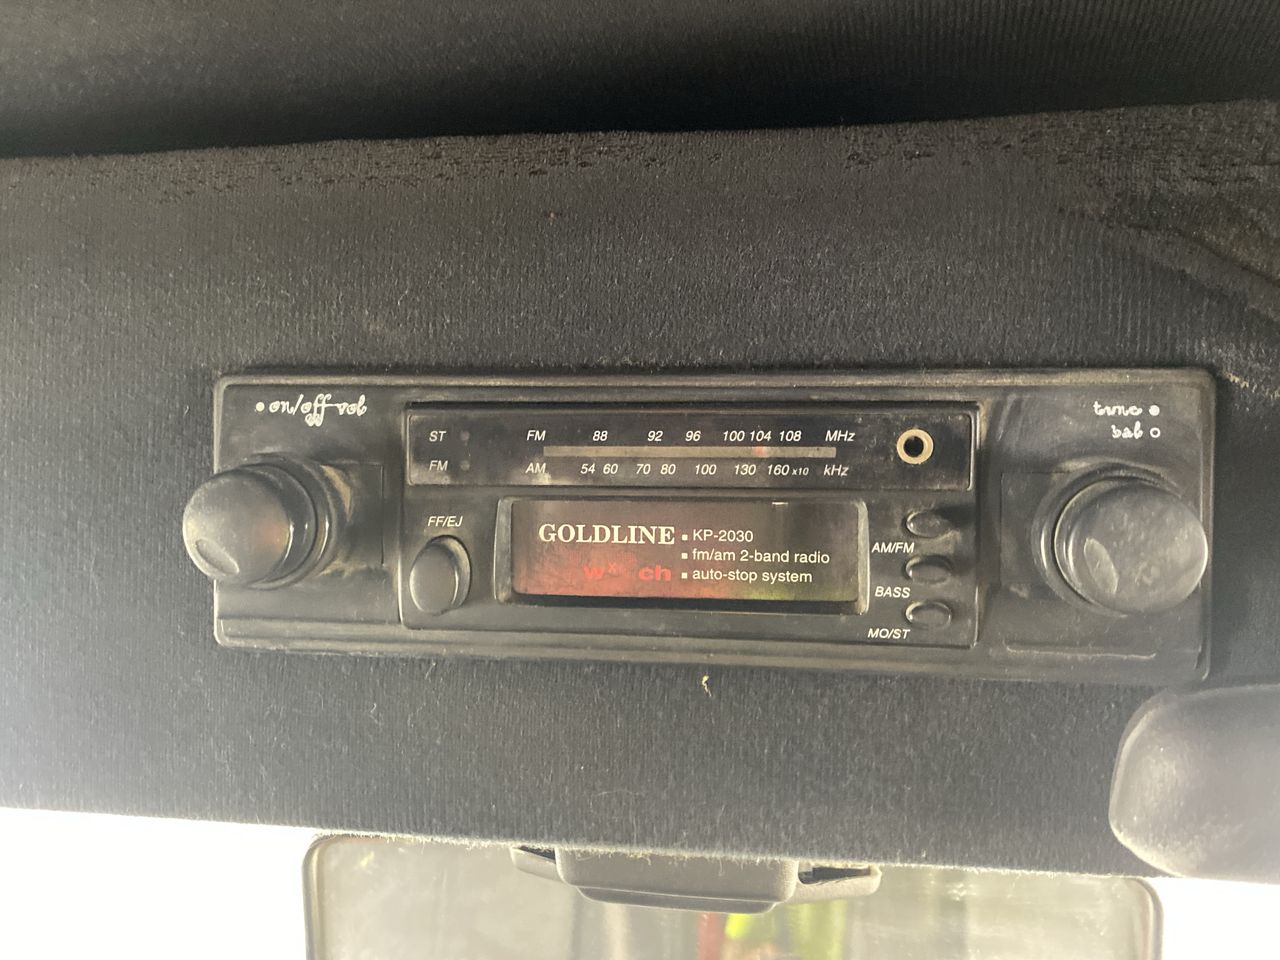 on/off vol
tune
bal
ST FM 88 92 96 100 104 108 MHz
FM AM 54 60 70 80 100 130 160 x10 kHz
FF/EJ
GOLDLINE ▪ KP-2030
▪ fm/am 2-band radio
▪ auto-stop system
AM/FM
BASS
MO/ST